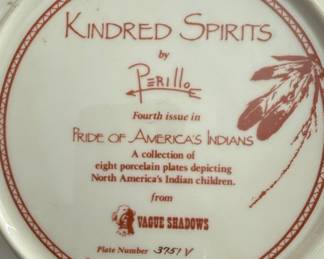 KINDRED SPIRITS
by
PERILLO
Fourth issue in
PRIDE OF AMERICA'S INDIANS
A collection of
eight porcelain plates depicting
North America's Indian children.
from
VAGUE SHADOWS
Plate Number 3751 V